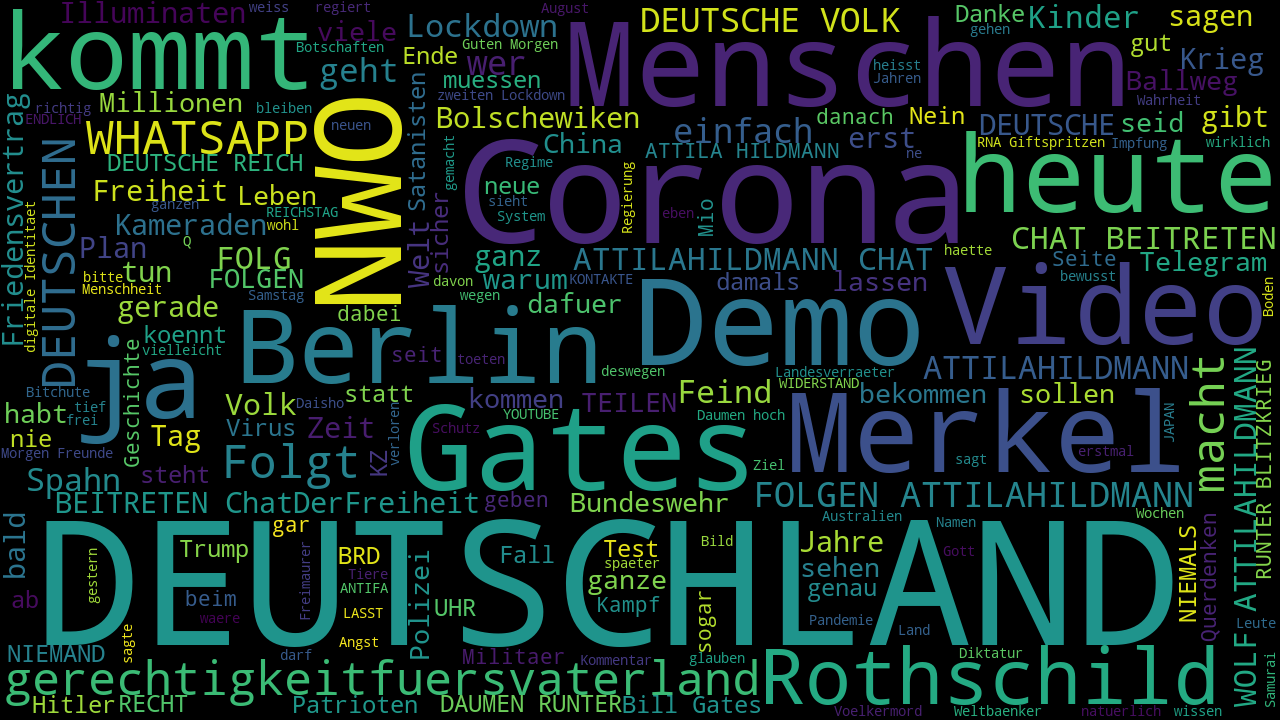 Illuminaten
weiss
regiert
August
DEUTSCHE VOLK
Danke
Kinder
sagen
kommt
viele
Lockdown
Menschen
gehen
Botschaften
Guten Morgen
Ende
wer
gut
Krieg
geht
muessen
heisst
Jahren
Ballweg
zweiten Lockdown
Wahrheit
richtig
Millionen
bleiben
NWO
ENDLICH
neuen
Bolschewiken
danach
Nein
gibt
WHATSAPP
einfach
erst
DEUTSCHE
seid
China
RNA Giftspritzen
Impfung
wirklich
Friedensvertrag
DEUTSCHEN
DEUTSCHE REICH
Satanisten
gemacht
Regime
ATTILA HILDMANN
ne
Corona
heute
Freiheit
Leben
neue
Regierung
ganzen
REICHSTAG
sieht
System
eben
Mio
digitale identitaet
Kameraden
wohl
Plan
Q
Welt
sicher
haette
CHAT BEITRETEN
FOLG
ganz
ATTILAHILDMANN CHAT
Seite
Telegram
bitte
tun
FOLGEN
davon
warum
KONTAKTE
damals
lassen
bewusst
Menschheit
Samstag
wegen
Video
Boden
gerade
dabei
dafuer
Demo
koennt
Berlin
vielleicht
Geschichte
ja
seit
toeten
deswegen
Landesverraeter
ATTILAHILDMANN
macht
WOLF ATTILAHILDMANN
RUNTER BLITZKRIEG
Bitchute
tief
frei
statt
kommen
Feind
WIDERSTAND
bekommen
sollen
habt
Volk
Daisho
verloren
YOUTUBE
TEILEN
Merkel
JAPAN
nie
Tag
Virus
Zeit
Schutz
Daumen hoch
Morgen Freunde
Gates
Folgt
KZ
Ziel
sagt
erstmal
Spahn
steht
BEITRETEN ChatDerFreiheit
geben
Bundeswehr
FOLGEN ATTILAHILDMANN
bald
gar
Australien
Namen
Wochen
DEUTSCHLAND
gestern
Trump
Freimaurer
BRD
Polizei
Fall
Test
Bild
Jahre
Gott
NIEMALS
Querdenken
Tiere
spaeter
sehen
ANTIFA
ganze
genau
ab
beim
LASST
UHR
Kampf
sogar
Pandemie
Land
Leute
waere
sagte
Angst
NIEMAND
darf
Militaer
Kommentar
glauben
Diktatur
Samurai
gerechtigkeitfuersvaterland
Rothschild
Hitler
RECHT
Patrioten
DAUMEN RUNTER
Bill Gates
Voelkermord
Weltbaenker
natuerlich
wissen